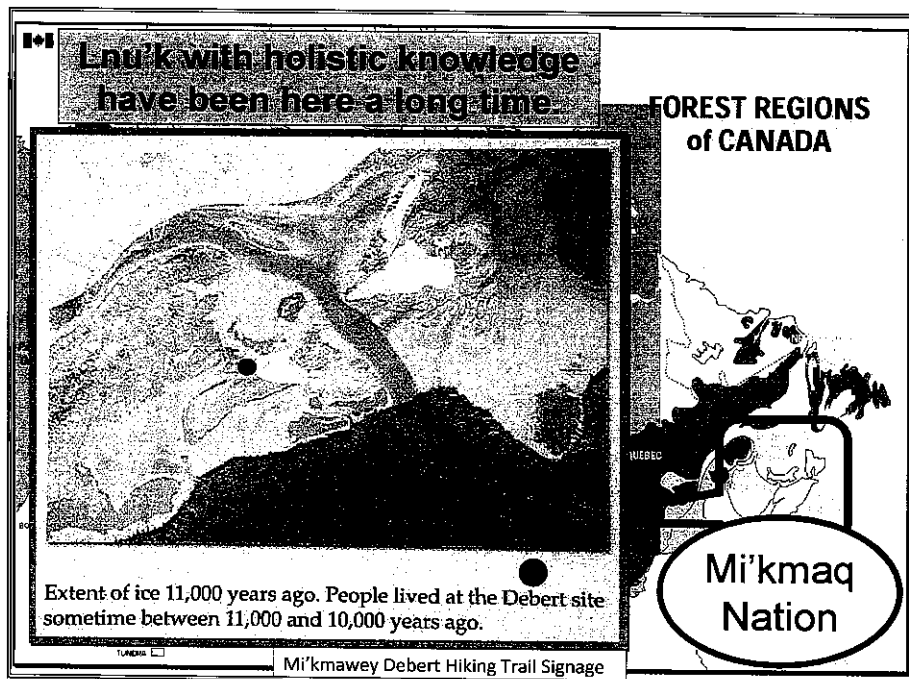 Lnu'k with holistic knowledge
have been here a long time.
FOREST REGIONS
of CANADA
UEBEC
Mi'kmaq
Nation
Extent of ice 11,000 years ago. People lived at the Debert site
sometime between 11,000 and 10,000 years ago.
TUNDRA
Mi'kmawey Debert Hiking Trail Signage